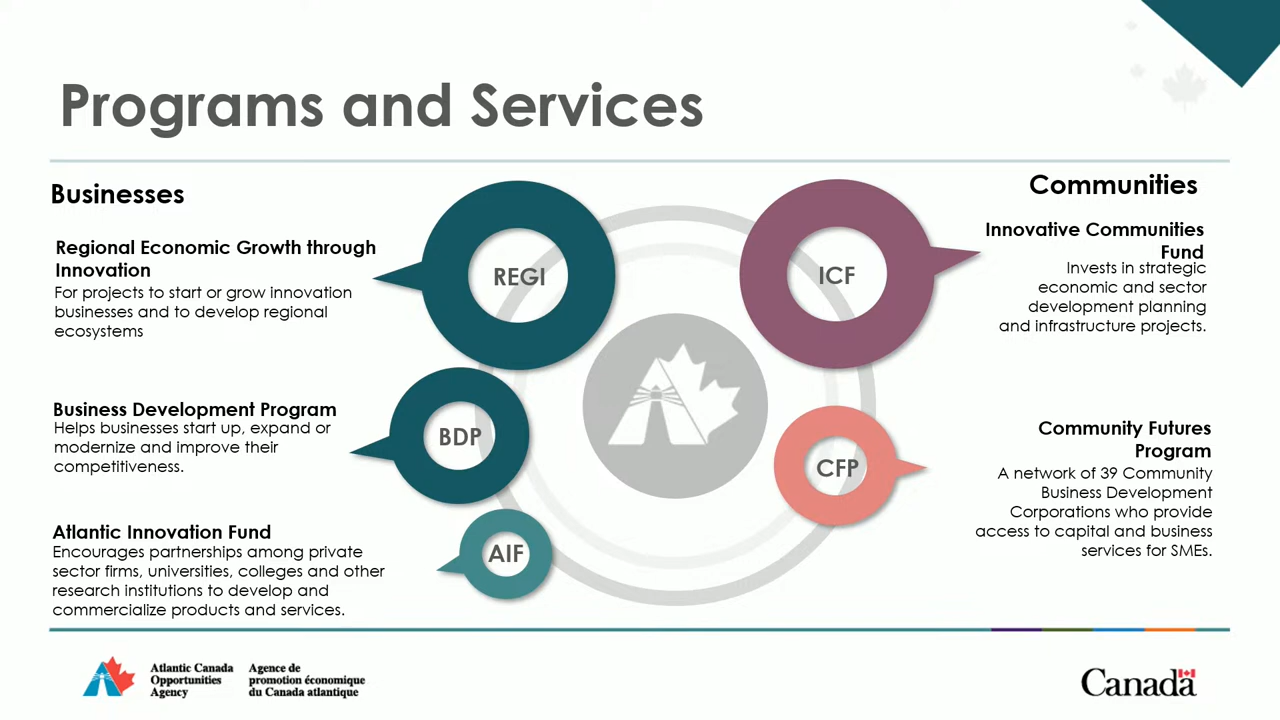 Programs and Services
Businesses
Regional Economic Growth through
Innovation
For projects to start or grow innovation
businesses and to develop regional
ecosystems
Business Development Program
Helps businesses start up, expand or
modernize and improve their
competitiveness.
Atlantic Innovation Fund
Encourages partnerships among private
sector firms, universities, colleges and other
research institutions to develop and
commercialize products and services.
REGI
BDP
AIF
ICF
CFP
Communities
Innovative Communities
Fund
Invests in strategic
economic and sector
development planning
and infrastructure projects.
Community Futures
Program
A network of 39 Community
Business Development
Corporations who provide
access to capital and business
services for SMEs.
Atlantic Canada
Opportunities
Agency
Agence de
promotion économique
du Canada atlantique
Canada